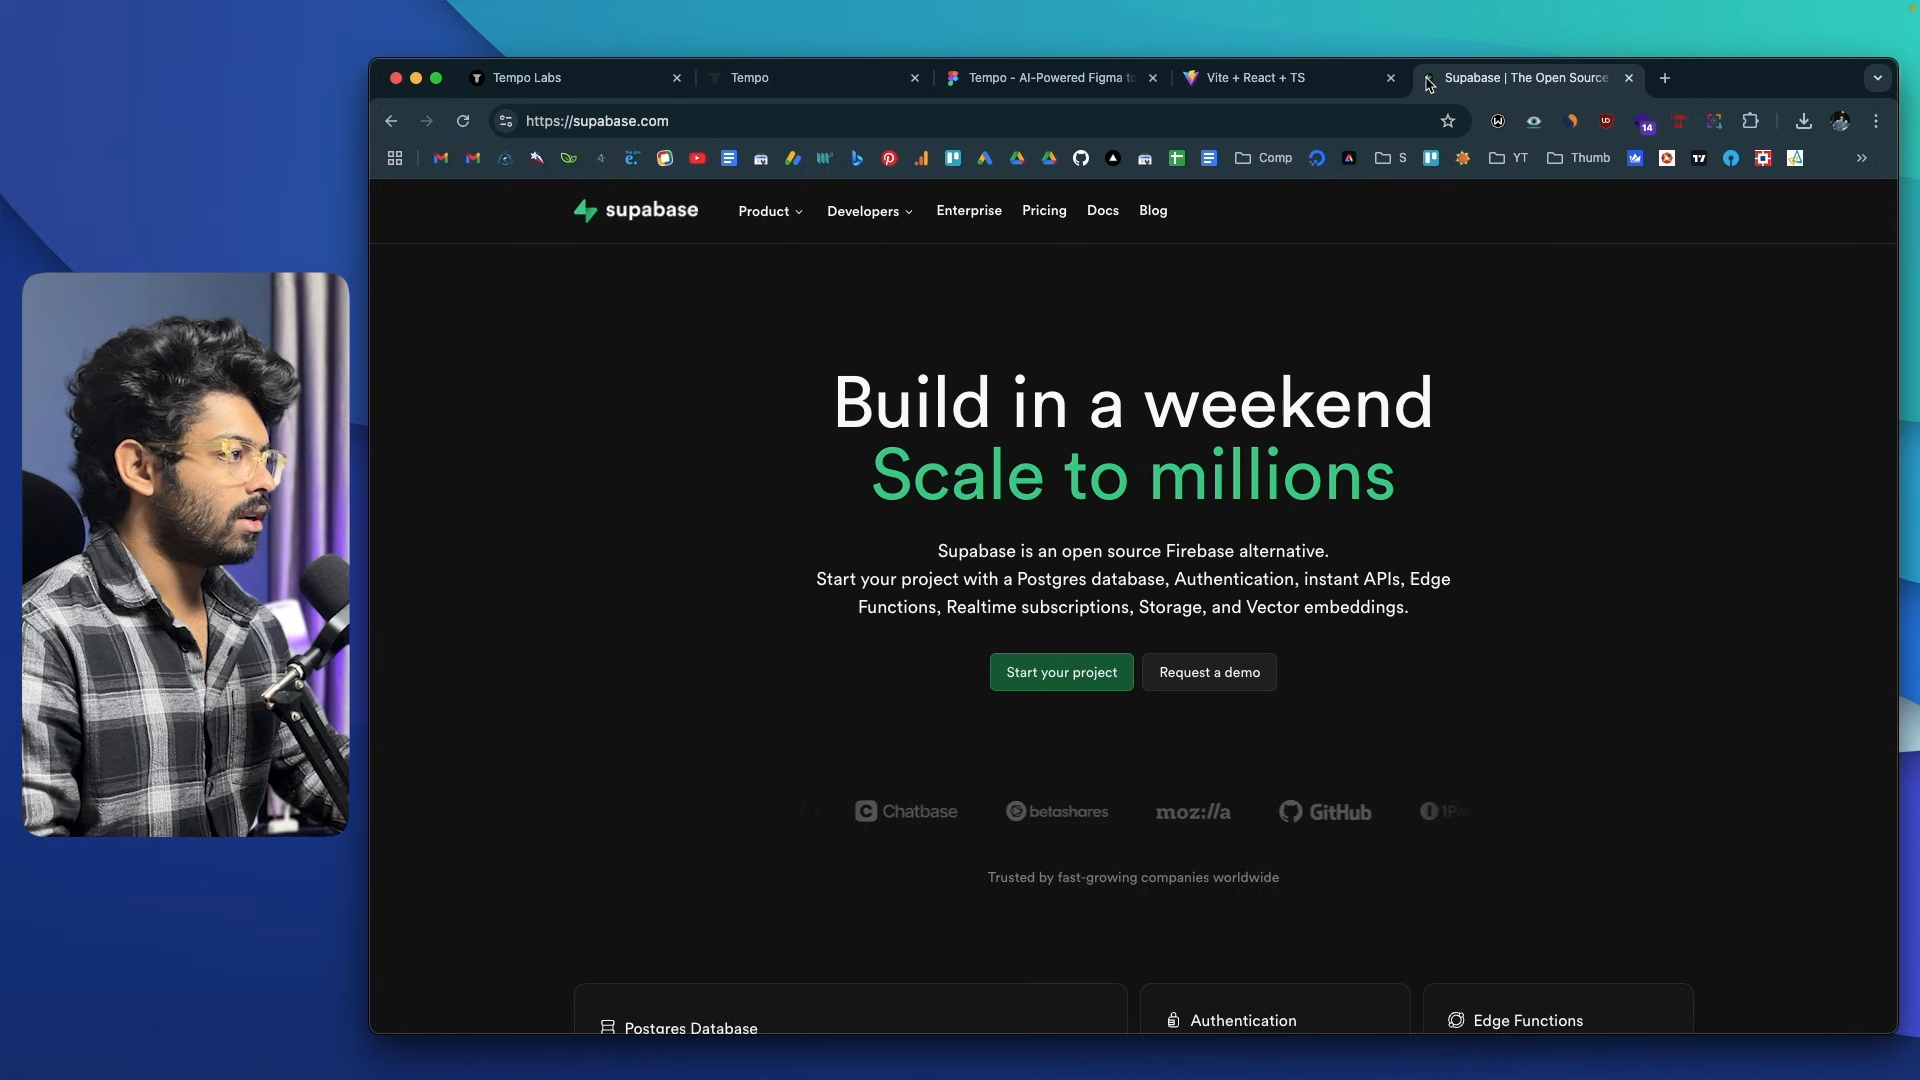 Tempo Labs
Tempo
Tempo - AI-Powered Figma to
Vite + React + TS
Supabase | The Open Source
https://supabase.com
14
Comp
S
YT
Thumb
supabase
Product
Developers
Enterprise
Pricing
Docs
Blog
Build in a weekend
Scale to millions
Supabase is an open source Firebase alternative.
Start your project with a Postgres database, Authentication, instant APIs, Edge
Functions, Realtime subscriptions, Storage, and Vector embeddings.
Start your project
Request a demo
Chatbase
betashares
moz://a
GitHub
Trusted by fast-growing companies worldwide
Postgres Database
Authentication
Edge Functions